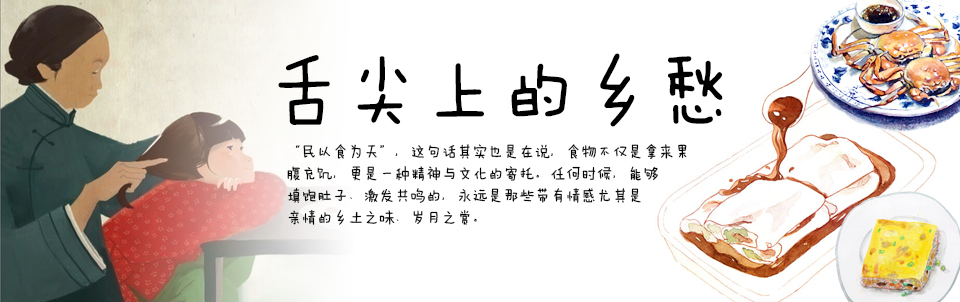 舌尖上的乡愁
“民以食为天”，这句话其实也是在说，食物不仅是拿来果
腹充饥，更是一种精神与文化的寄托。任何时候，能够
填饱肚子、激发共鸣的，永远是那些带有情感尤其是
亲情的乡土之味、岁月之尝。